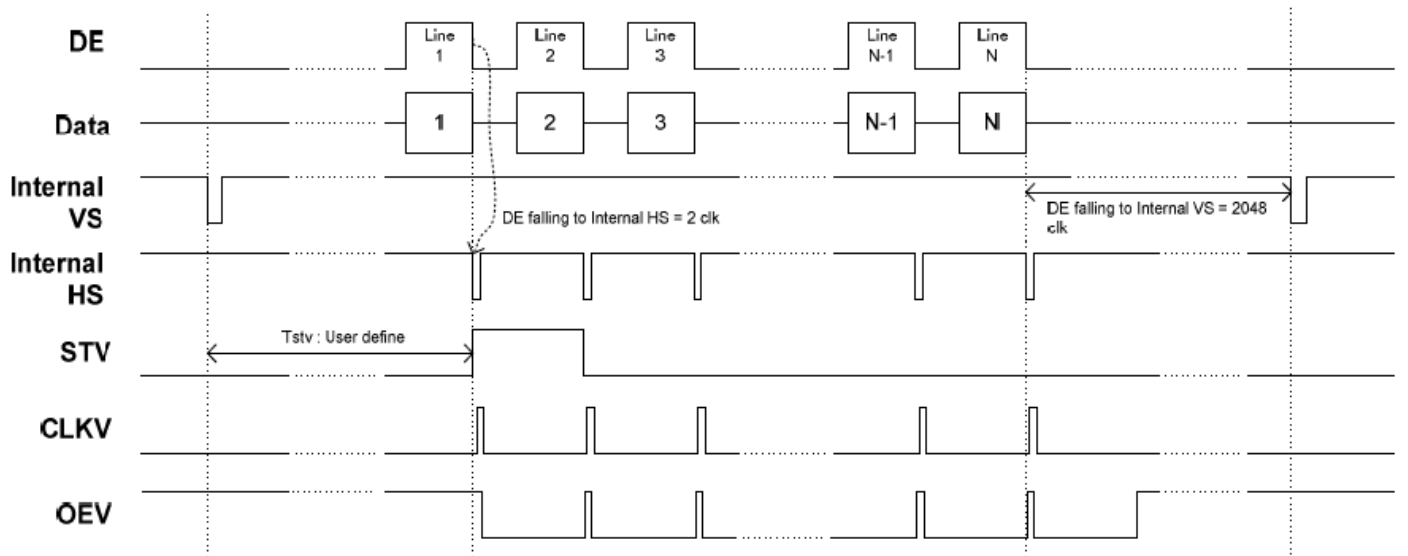 DE
Line
1
Line
2
Line
3
Line
N-1
Line
N
Data
1
2
3
N-1
N
Internal
VS
DE falling to Internal HS = 2 clk
DE falling to Internal VS = 2048
clk
Internal
HS
Tstv : User define
STV
CLKV
OEV